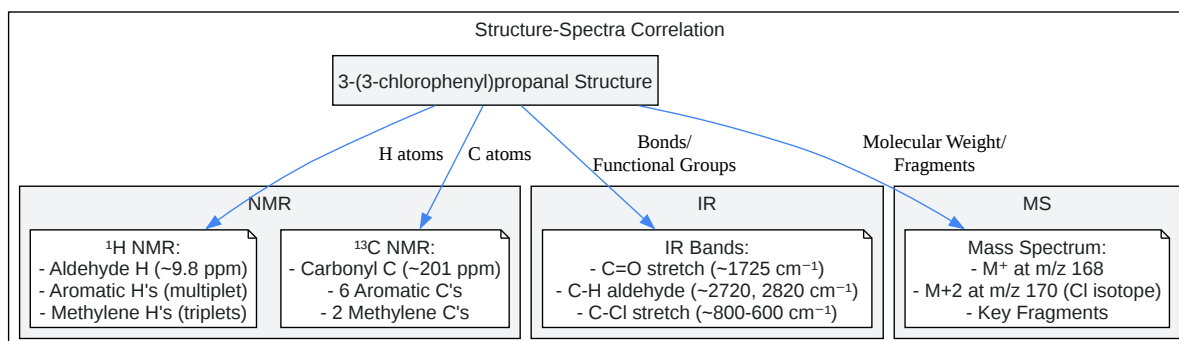 Structure-Spectra Correlation
3-(3-chlorophenyl)propanal Structure
H atoms
C atoms
Bonds/
Functional Groups
Molecular Weight/
Fragments
NMR
¹H NMR:
- Aldehyde H (~9.8 ppm)
- Aromatic H's (multiplet)
- Methylene H's (triplets)
¹³C NMR:
- Carbonyl C (~201 ppm)
- 6 Aromatic C's
- 2 Methylene C's
IR
IR Bands:
- C=O stretch (~1725 cm⁻¹)
- C-H aldehyde (~2720, 2820 cm⁻¹)
- C-Cl stretch (~800-600 cm⁻¹)
MS
Mass Spectrum:
- M⁺ at m/z 168
- M+2 at m/z 170 (Cl isotope)
- Key Fragments